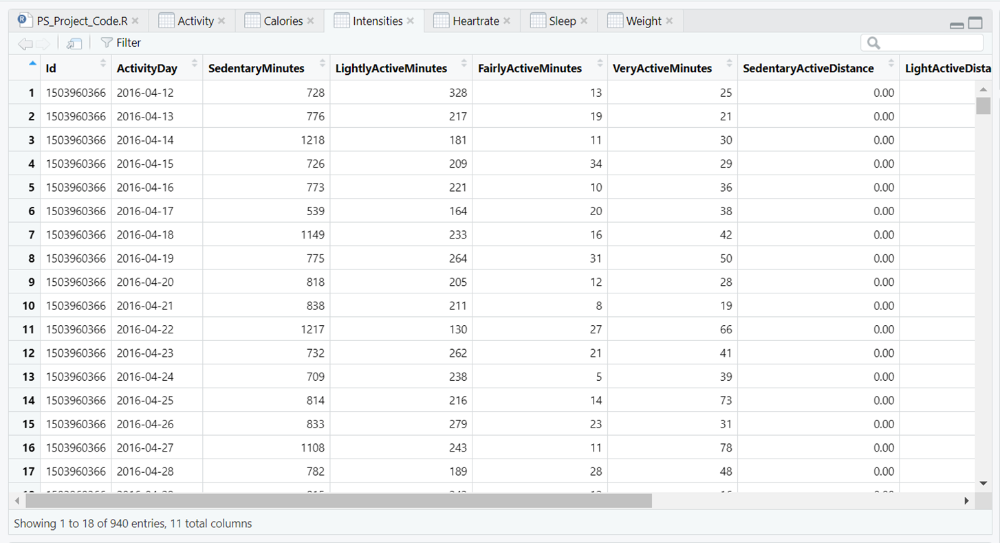 PS_Project_Code.R Activity Calories Intensities Heartrate Sleep Weight
Filter
Id ActivityDay SedentaryMinutes LightlyActiveMinutes FairlyActiveMinutes VeryActiveMinutes SedentaryActiveDistance LightActiveDista
1 1503960366 2016-04-12 728 328 13 25 0.00
2 1503960366 2016-04-13 776 217 19 21 0.00
3 1503960366 2016-04-14 1218 181 11 30 0.00
4 1503960366 2016-04-15 726 209 34 29 0.00
5 1503960366 2016-04-16 773 221 10 36 0.00
6 1503960366 2016-04-17 539 164 20 38 0.00
7 1503960366 2016-04-18 1149 233 16 42 0.00
8 1503960366 2016-04-19 775 264 31 50 0.00
9 1503960366 2016-04-20 818 205 12 28 0.00
10 1503960366 2016-04-21 838 211 8 19 0.00
11 1503960366 2016-04-22 1217 130 27 66 0.00
12 1503960366 2016-04-23 732 262 21 41 0.00
13 1503960366 2016-04-24 709 238 5 39 0.00
14 1503960366 2016-04-25 814 216 14 73 0.00
15 1503960366 2016-04-26 833 279 23 31 0.00
16 1503960366 2016-04-27 1108 243 11 78 0.00
17 1503960366 2016-04-28 782 189 28 48 0.00
Showing 1 to 18 of 940 entries, 11 total columns